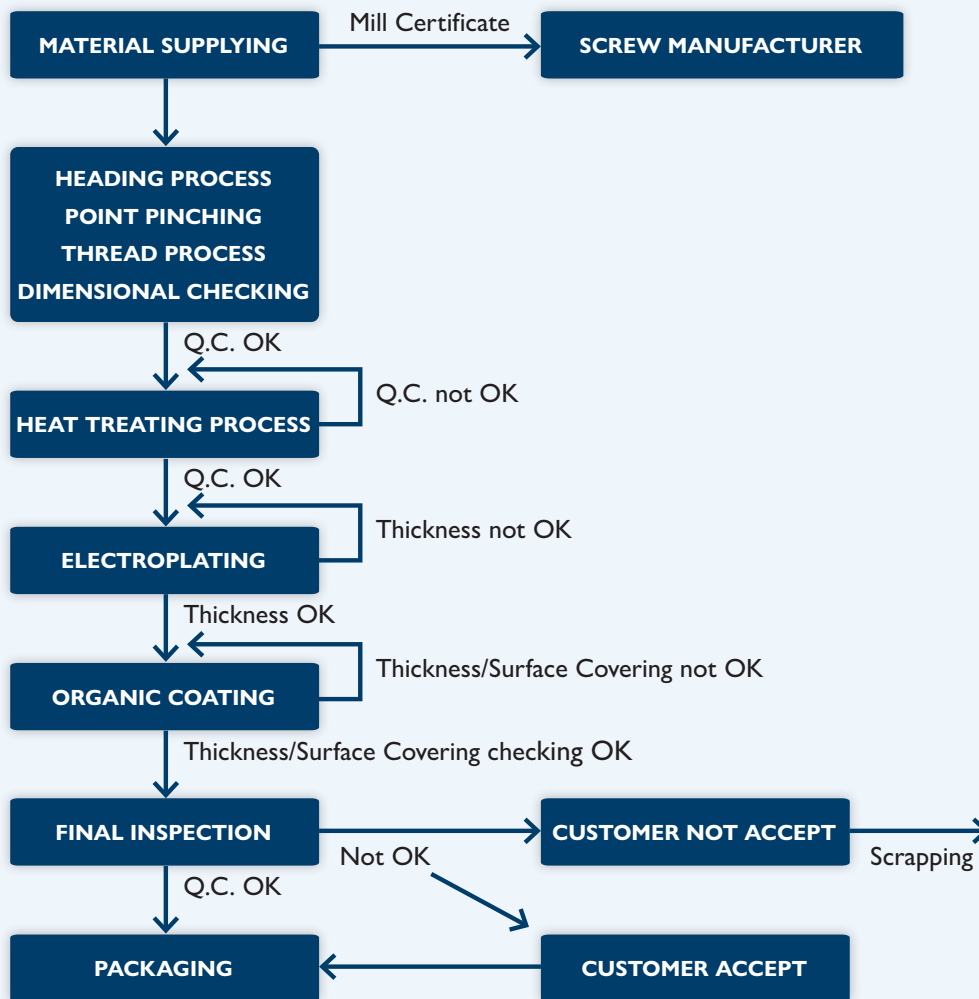 MATERIAL SUPPLYING
Mill Certificate
SCREW MANUFACTURER
HEADING PROCESS
POINT PINCHING
THREAD PROCESS
DIMENSIONAL CHECKING
Q.C. OK
Q.C. not OK
HEAT TREATING PROCESS
Q.C. OK
Thickness not OK
ELECTROPLATING
Thickness OK
Thickness/Surface Covering not OK
ORGANIC COATING
Thickness/Surface Covering checking OK
FINAL INSPECTION
Not OK
CUSTOMER NOT ACCEPT
Scrapping
Q.C. OK
PACKAGING
CUSTOMER ACCEPT